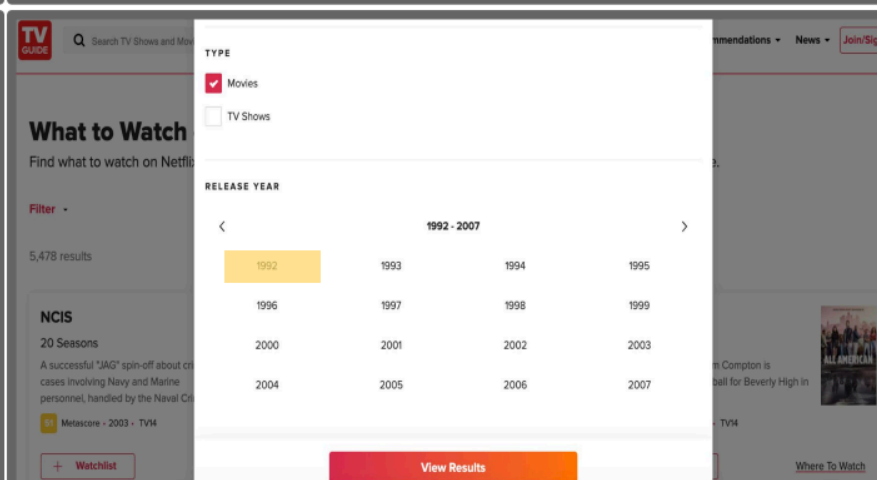 TV
GUIDE
Search TV Shows and Mov
mmendations
News
Join/Sig
TYPE
Movies
TV Shows
What to Watch
Find what to watch on Netflix
e.
RELEASE YEAR
Filter
1992 - 2007
5,478 results
1992 1993 1994 1995
1996 1997 1998 1999
2000 2001 2002 2003
2004 2005 2006 2007
NCIS
20 Seasons
A successful "JAG" spin-off about cri
cases involving Navy and Marine
personnel, handled by the Naval Cri
51 Metascore • 2003 • TV14
+ Watchlist
m Compton is
ball for Beverly High in
• TV14
ALL AMERICAN
View Results
Where To Watch